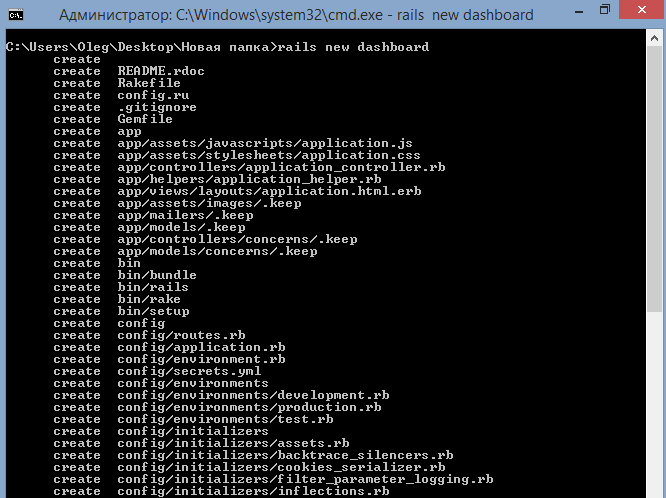 Администратор: C:\Windows\system32\cmd.exe - rails new dashboard
C:\Users\Oleg\Desktop\Новая папка>rails new dashboard
create
create README.rdoc
create Rakefile
create config.ru
create .gitignore
create Gemfile
create app
create app/assets/javascripts/application.js
create app/assets/stylesheets/application.css
create app/controllers/application_controller.rb
create app/helpers/application_helper.rb
create app/views/layouts/application.html.erb
create app/assets/images/.keep
create app/mailers/.keep
create app/models/.keep
create app/controllers/concerns/.keep
create app/models/concerns/.keep
create bin
create bin/bundle
create bin/rails
create bin/rake
create bin/setup
create config
create config/routes.rb
create config/application.rb
create config/environment.rb
create config/secrets.yml
create config/environments
create config/environments/development.rb
create config/environments/production.rb
create config/environments/test.rb
create config/initializers
create config/initializers/assets.rb
create config/initializers/backtrace_silencers.rb
create config/initializers/cookies_serializer.rb
create config/initializers/filter_parameter_logging.rb
create config/initializers/inflections.rb